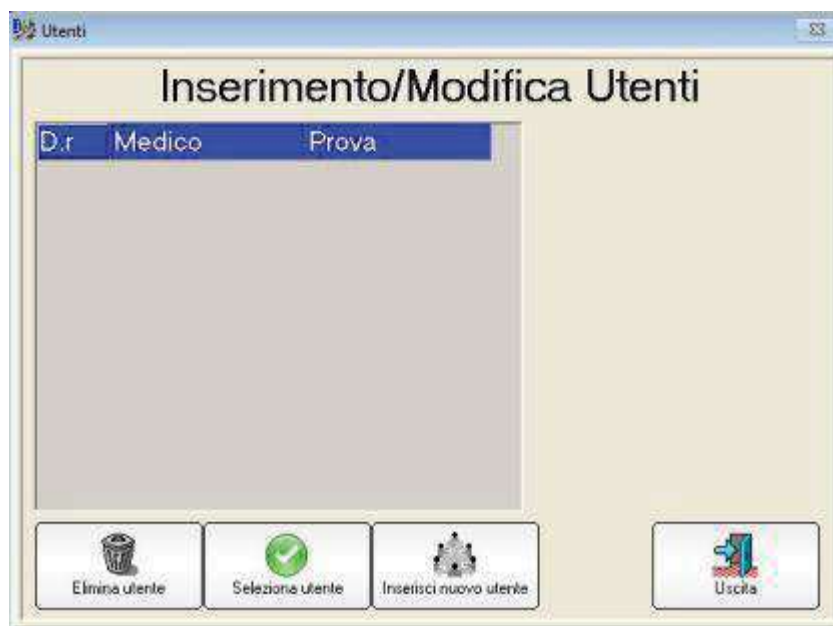 Utenti
Inserimento/Modifica Utenti
D.r Medico Prova
Elimina utente Seleziona utente Inserisci nuovo utente Uscita